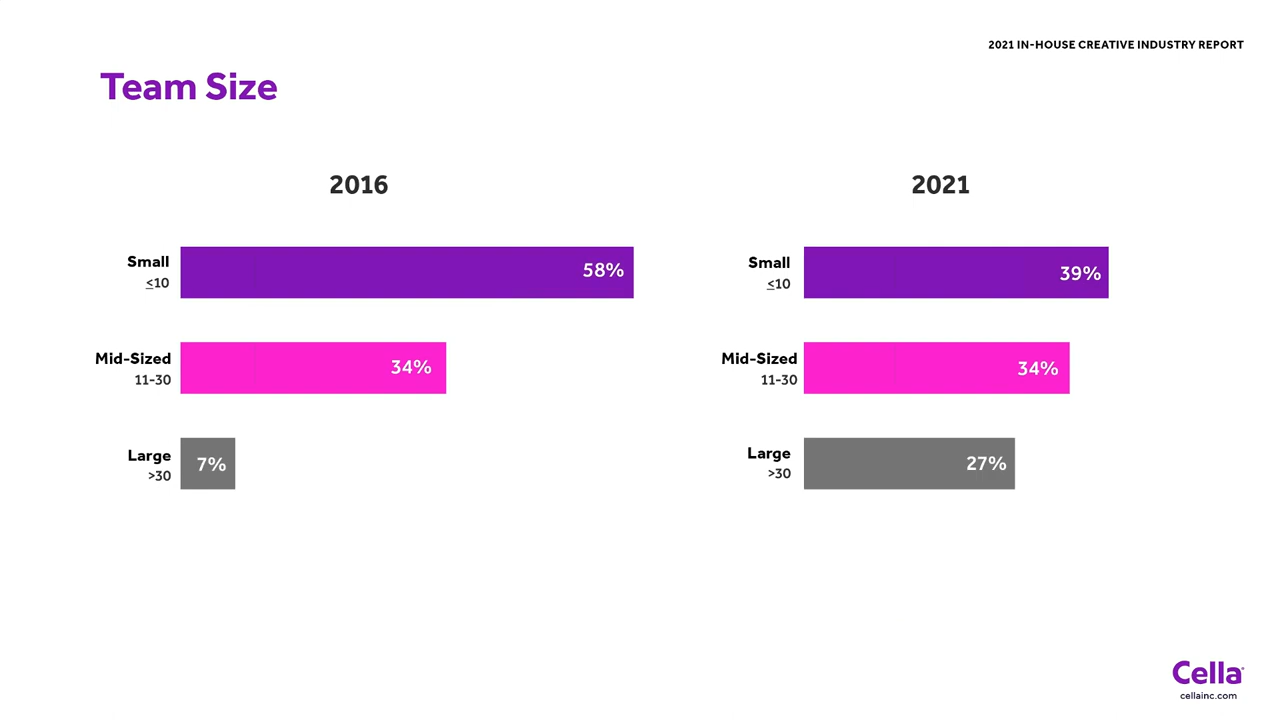 2021 IN-HOUSE CREATIVE INDUSTRY REPORT
Team Size
2016
Small
≤10
58%
Mid-Sized
11-30
34%
Large
>30
7%
2021
Small
≤10
39%
Mid-Sized
11-30
34%
Large
>30
27%
Cella
cellainc.com